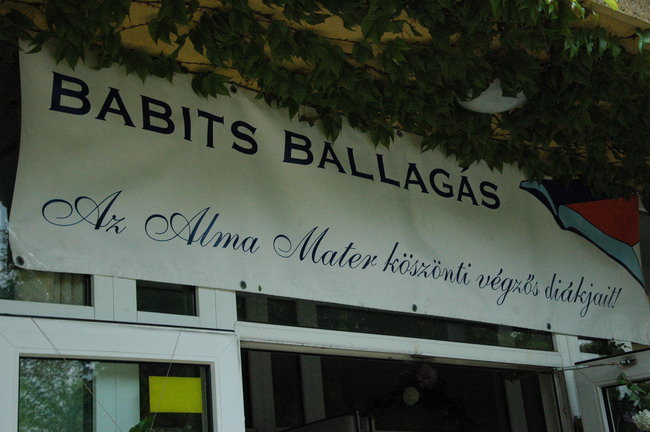 BABITS BALLAGÁS
Az Alma Mater köszönti végzős diákjait!